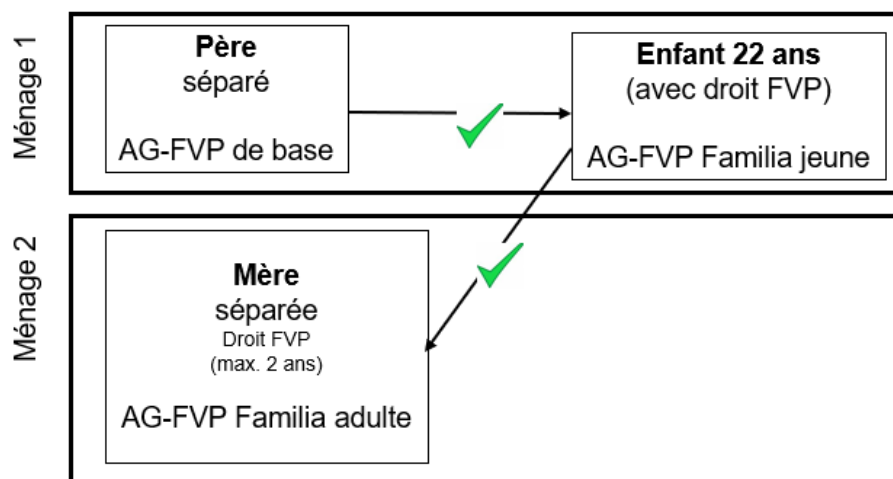 Ménage 1
Père
séparé
AG-FVP de base
Enfant 22 ans
(avec droit FVP)
AG-FVP Familia jeune
Ménage 2
Mère
séparée
Droit FVP
(max. 2 ans)
AG-FVP Familia adulte